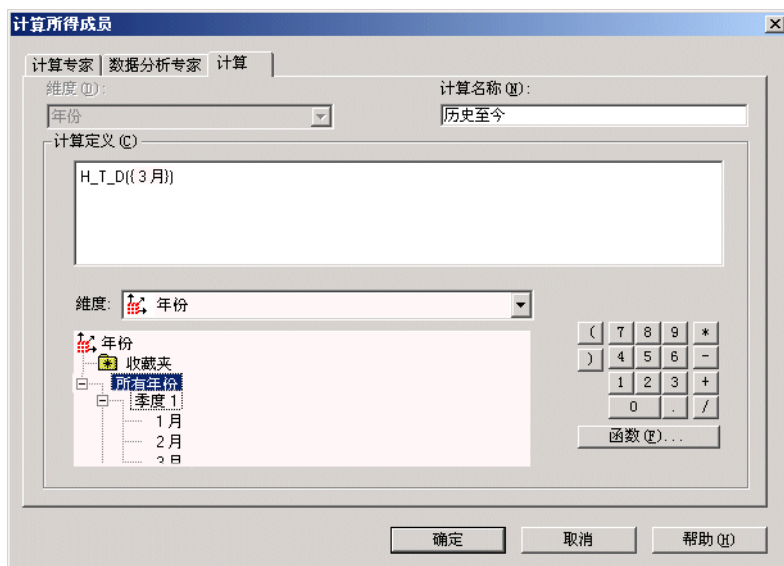 计算所得成员
计算专家 数据分析专家 计算
维度(D): 计算名称(N):
年份 历史至今
计算定义(C)
H_T_D({3月})
维度: 年份
年份
收藏夹
所有年份
季度 1
1月
2月
3月
( 7 8 9 *
) 4 5 6 -
1 2 3 +
0 . /
函数(F)...
确定 取消 帮助(H)